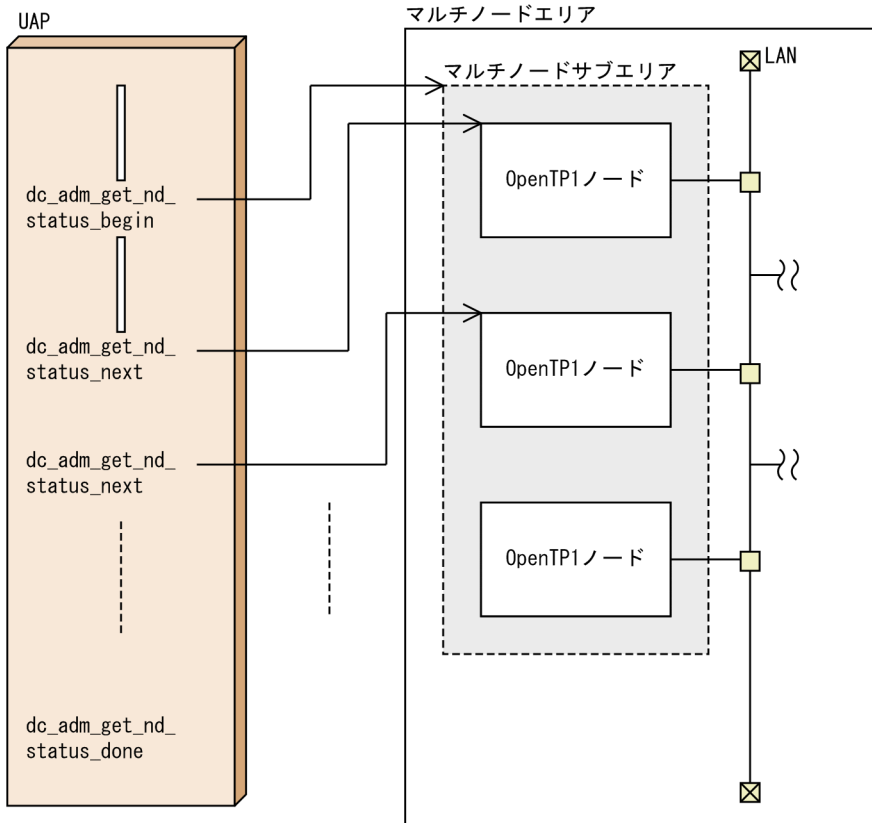 UAP
マルチノードエリア
マルチノードサブエリア
LAN
OpenTP1ノード
dc_adm_get_nd_
status_begin
dc_adm_get_nd_
status_next
OpenTP1ノード
dc_adm_get_nd_
status_next
OpenTP1ノード
dc_adm_get_nd_
status_done